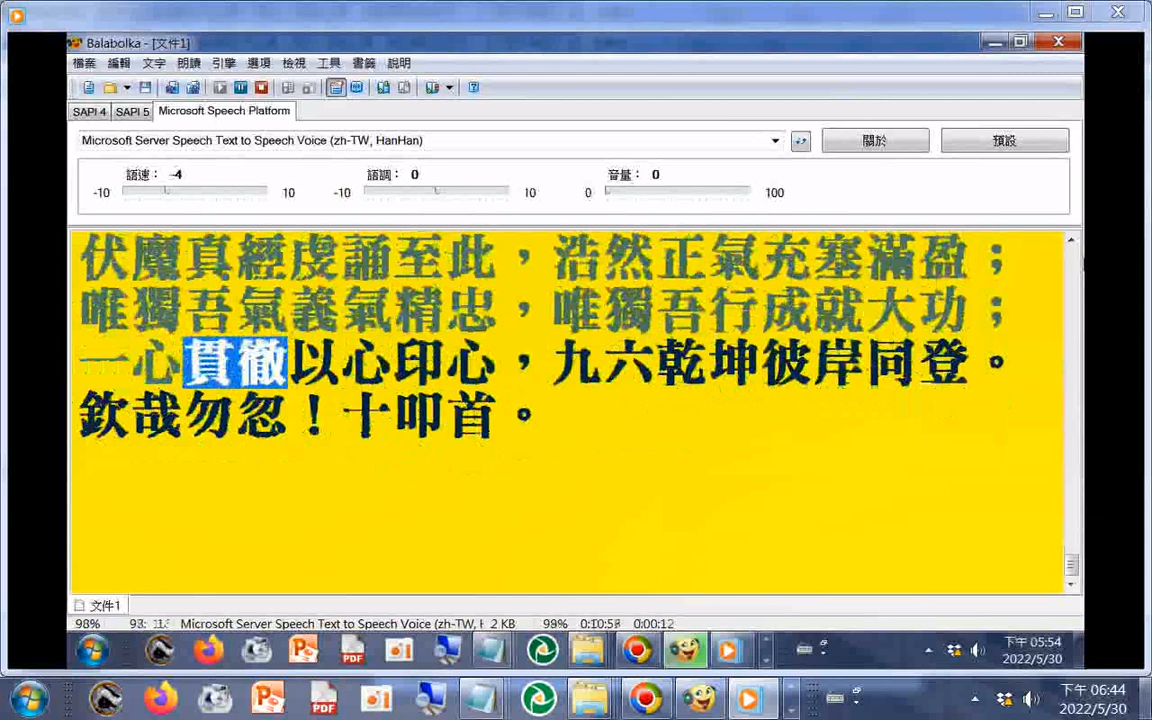 Balabolka - [文件1]
檔案 編輯 文字 朗讀 引擎 選項 檢視 工具 書籤 說明
SAPI 4 SAPI 5 Microsoft Speech Platform
Microsoft Server Speech Text to Speech Voice (zh-TW, HanHan) 關於 預設
語速： -4 語調： 0 音量： 0
-10 10 -10 10 0 100
伏魔真經虔誦至此，浩然正氣充塞滿盈；
唯獨吾氣義氣精忠，唯獨吾行成就大功；
一心貫徹以心印心，九六乾坤彼岸同登。
欽哉勿忽！十叩首。
文件1
98% Microsoft Server Speech Text to Speech Voice (zh-TW, 2 KB 98% 0:10:58 0:00:12
PDF
下午 05:54
2022/5/30
PDF
下午 06:44
2022/5/30